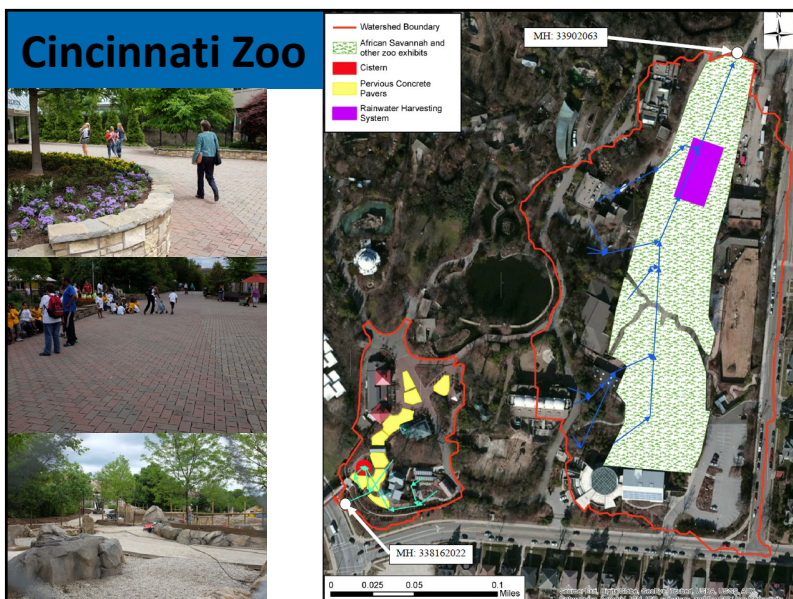 Cincinnati Zoo
Watershed Boundary
African Savannah and
other zoo exhibits
Cistern
Pervious Concrete
Pavers
Rainwater Harvesting
System
MH: 33902063
N
MH: 338162022
0 0.025 0.05 0.1
Miles